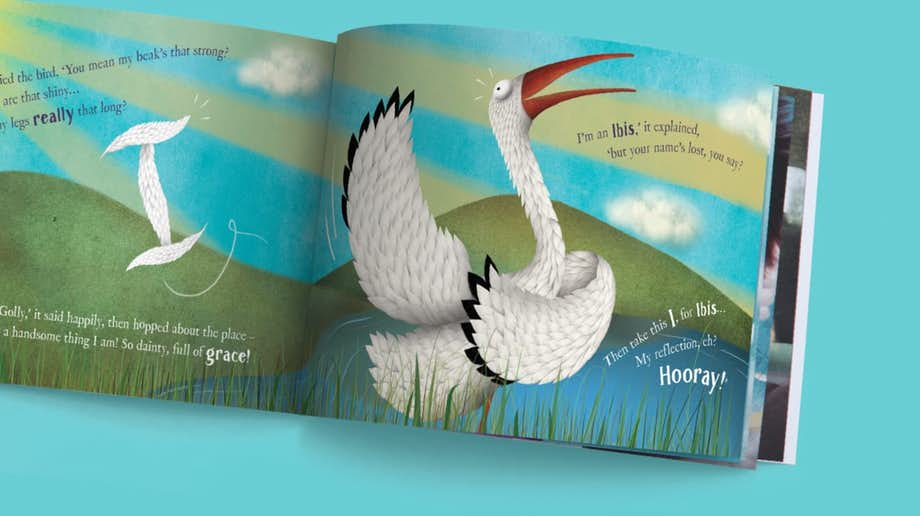 the bird, 'You mean my beak's that strong?
are that shiny...
legs really that long?
I
Golly,' it said happily, then hopped about the place –
a handsome thing I am! So dainty, full of grace!
I'm an Ibis,' it explained,
'but your name's lost, you say?
Then take this I, for Ibis...
My reflection, eh?
Hooray!